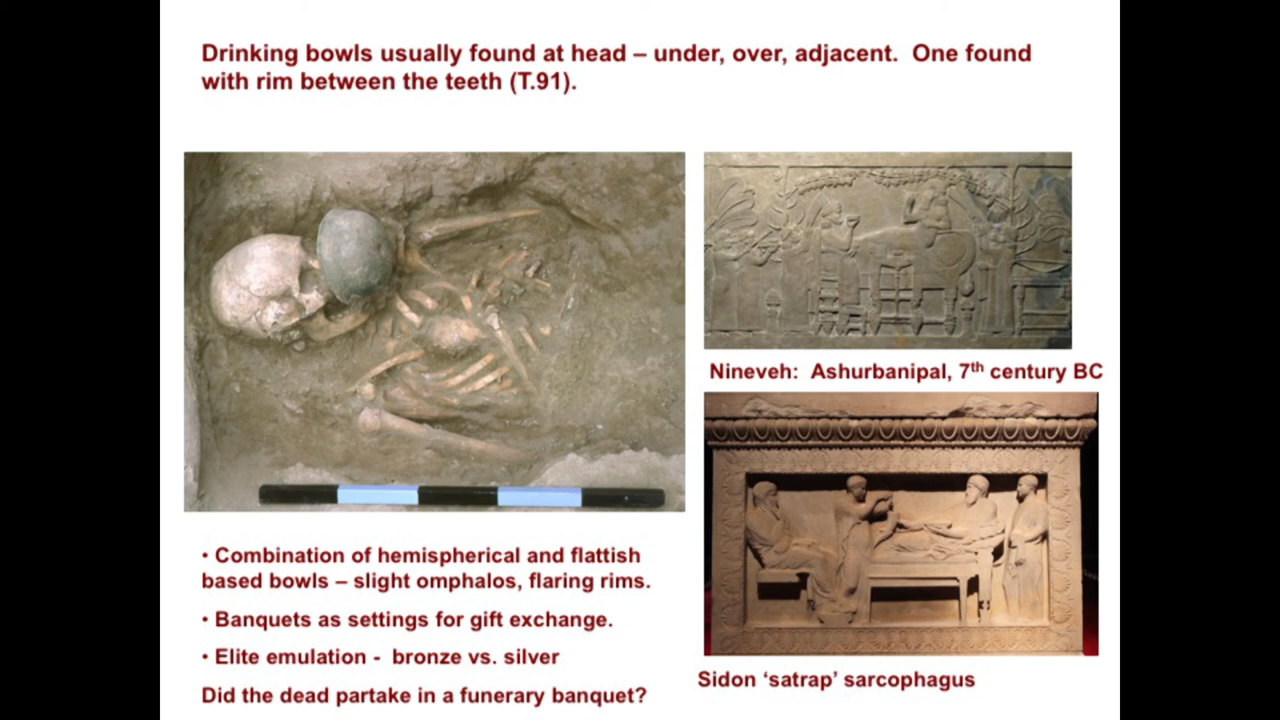 Drinking bowls usually found at head – under, over, adjacent.  One found
with rim between the teeth (T.91).
Nineveh:  Ashurbanipal, 7th century BC
• Combination of hemispherical and flattish
based bowls – slight omphalos, flaring rims.
• Banquets as settings for gift exchange.
• Elite emulation -  bronze vs. silver
Did the dead partake in a funerary banquet?
Sidon ‘satrap’ sarcophagus